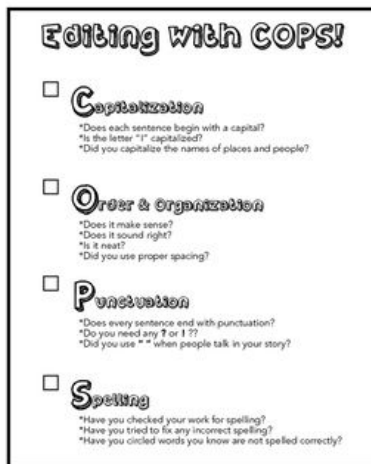 Editing with COPS!
Capitalization
*Does each sentence begin with a capital?
*Is the letter "I" capitalized?
*Did you capitalize the names of places and people?
Order & Organization
*Does it make sense?
*Does it sound right?
*Is it neat?
*Did you use proper spacing?
Punctuation
*Does every sentence end with punctuation?
*Do you need any ? or ! ??
*Did you use " " when people talk in your story?
Spelling
*Have you checked your work for spelling?
*Have you tried to fix any incorrect spelling?
*Have you circled words you know are not spelled correctly?